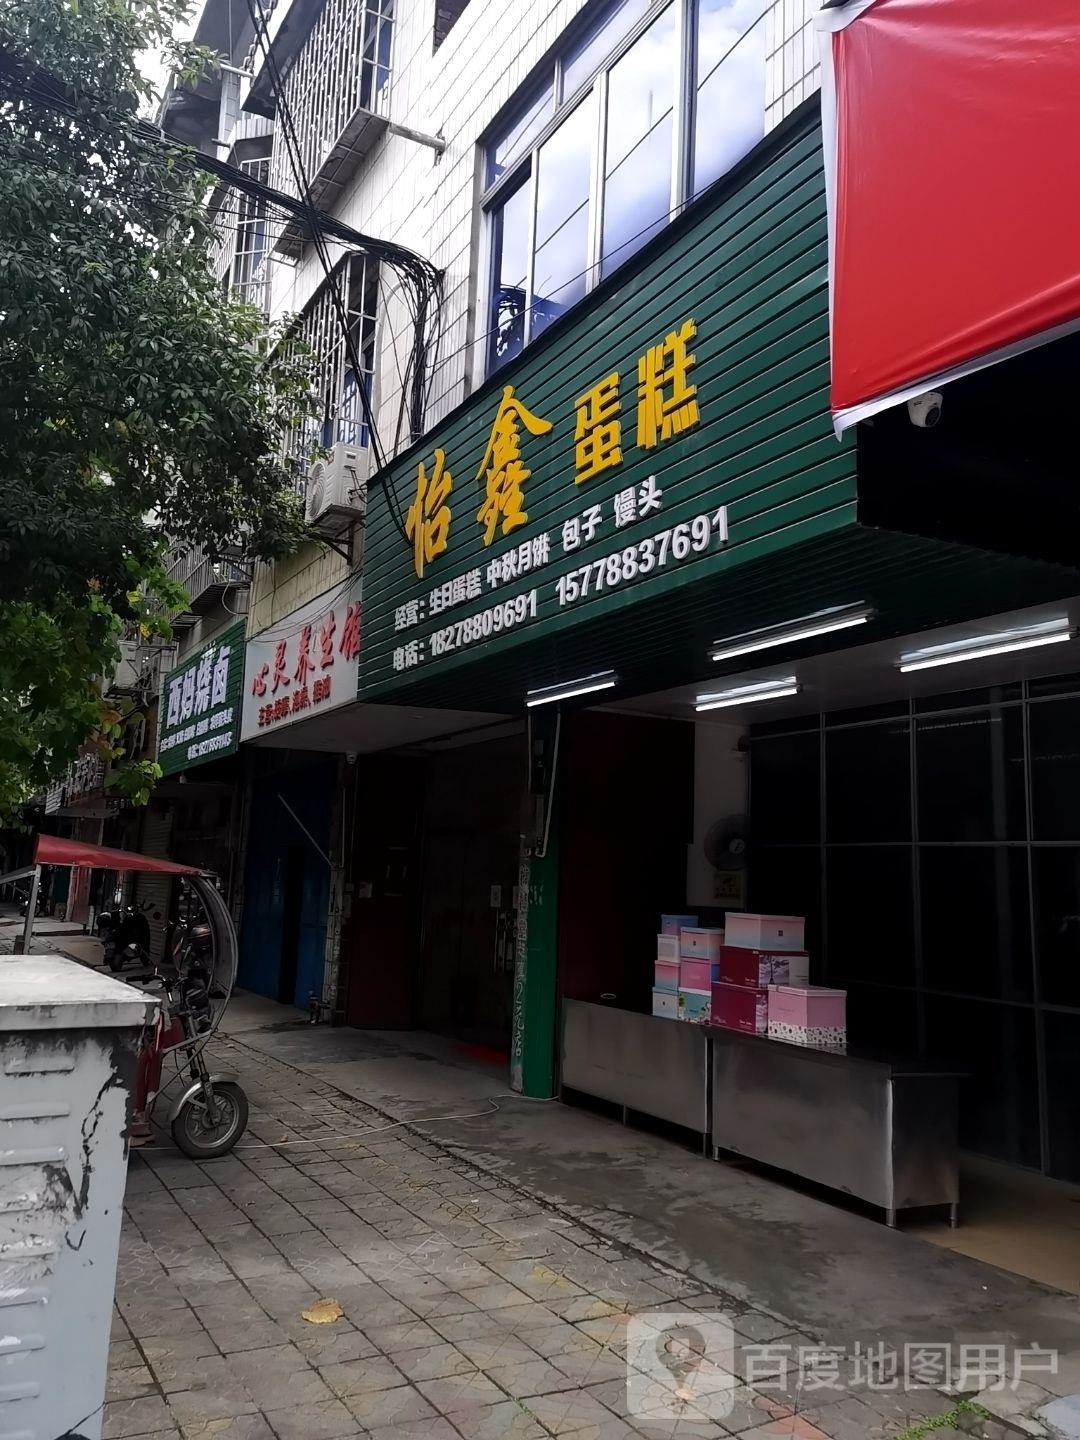 怡鑫蛋糕
经营：生日蛋糕 中秋月饼 包子 馒头
电话：18278809691 15778837691
心灵养生馆
西妈烧卤
百度地图用户